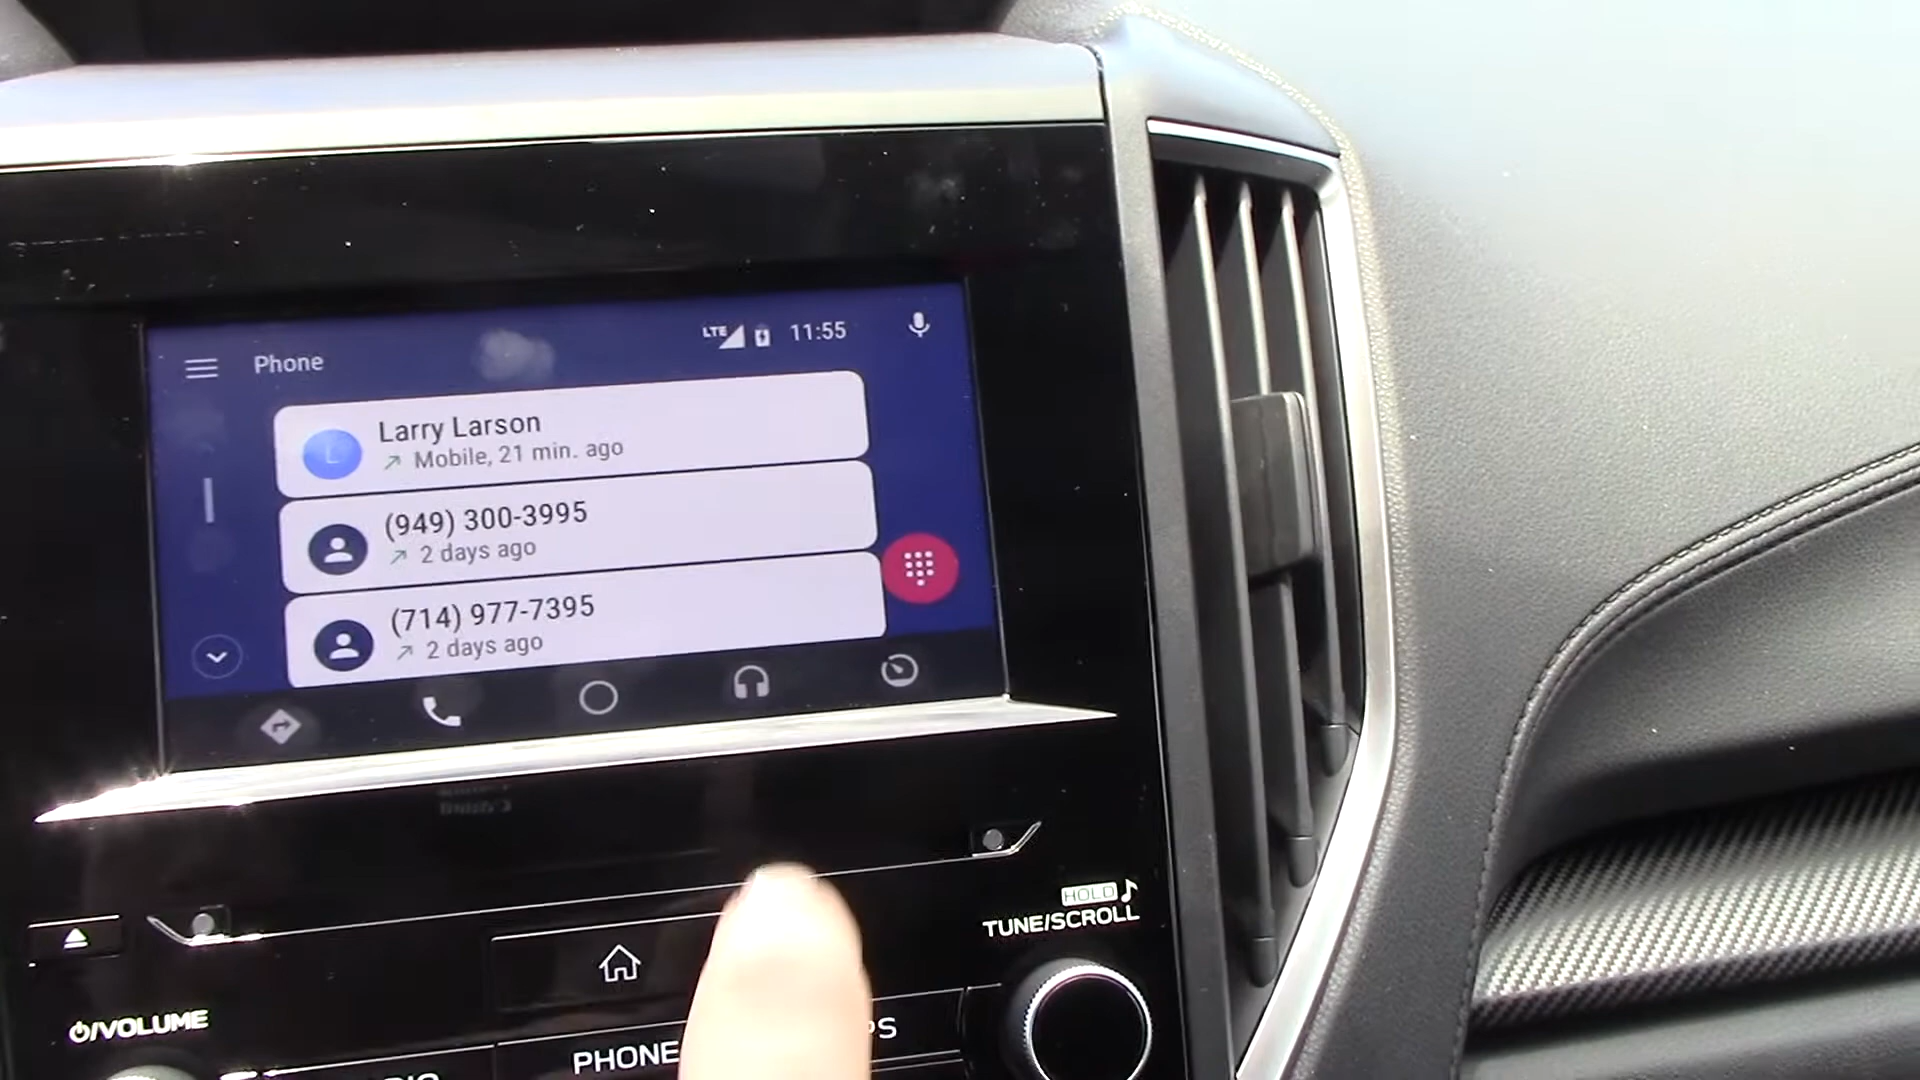 LTE 11:55
Phone
L
Larry Larson
Mobile, 21 min. ago
(949) 300-3995
2 days ago
(714) 977-7395
2 days ago
HOLD
TUNE/SCROLL
/VOLUME
PHONE